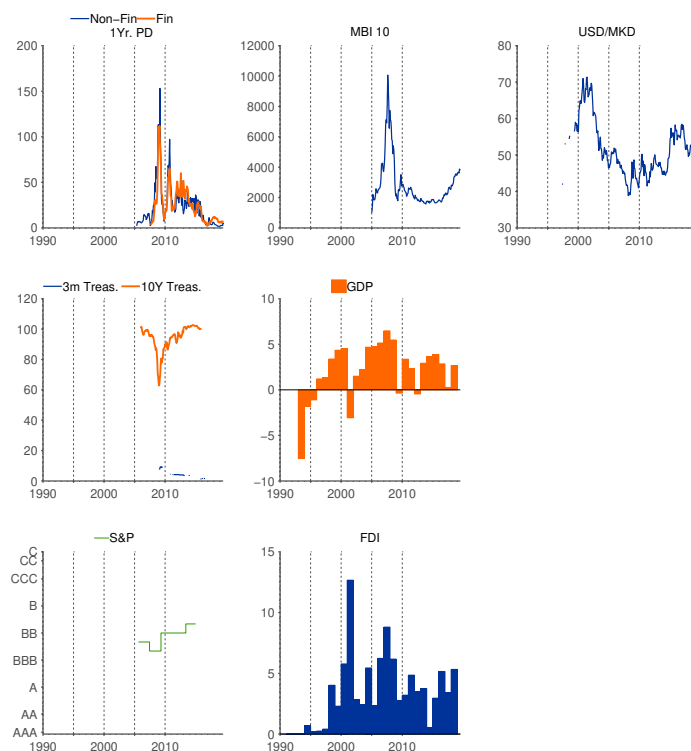 Non−Fin Fin
1Yr. PD
200
150
100
50
0
1990 2000 2010
MBI 10
12000
10000
8000
6000
4000
2000
0
1990 2000 2010
USD/MKD
80
70
60
50
40
30
1990 2000 2010
3m Treas. 10Y Treas.
120
100
80
60
40
20
0
1990 2000 2010
GDP
10
5
0
−5
−10
1990 2000 2010
S&P
C
CC
CCC
B
BB
BBB
A
AA
AAA
1990 2000 2010
FDI
15
10
5
0
1990 2000 2010